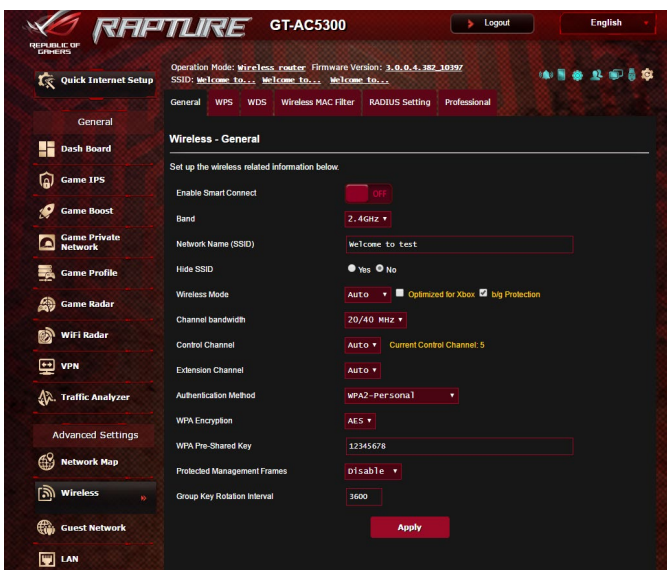 REPUBLIC OF
GAMERS
RAPTURE
GT-AC5300
Logout
English
Quick Internet Setup
General
Dash Board
Game IPS
Game Boost
Game Private
Network
Game Profile
Game Radar
WiFi Radar
VPN
Traffic Analyzer
Advanced Settings
Network Map
Wireless
Guest Network
LAN
Operation Mode: Wireless router Firmware Version: 3.0.0.4.382_10397
SSID: Welcome to... Welcome to... Welcome to...
General WPS WDS Wireless MAC Filter RADIUS Setting Professional
Wireless - General
Set up the wireless related information below.
Enable Smart Connect OFF
Band 2.4GHz
Network Name (SSID) Welcome to test
Hide SSID Yes No
Wireless Mode Auto Optimized for Xbox b/g Protection
Channel bandwidth 20/40 MHz
Control Channel Auto Current Control Channel: 5
Extension Channel Auto
Authentication Method WPA2-Personal
WPA Encryption AES
WPA Pre-Shared Key 12345678
Protected Management Frames Disable
Group Key Rotation Interval 3600
Apply